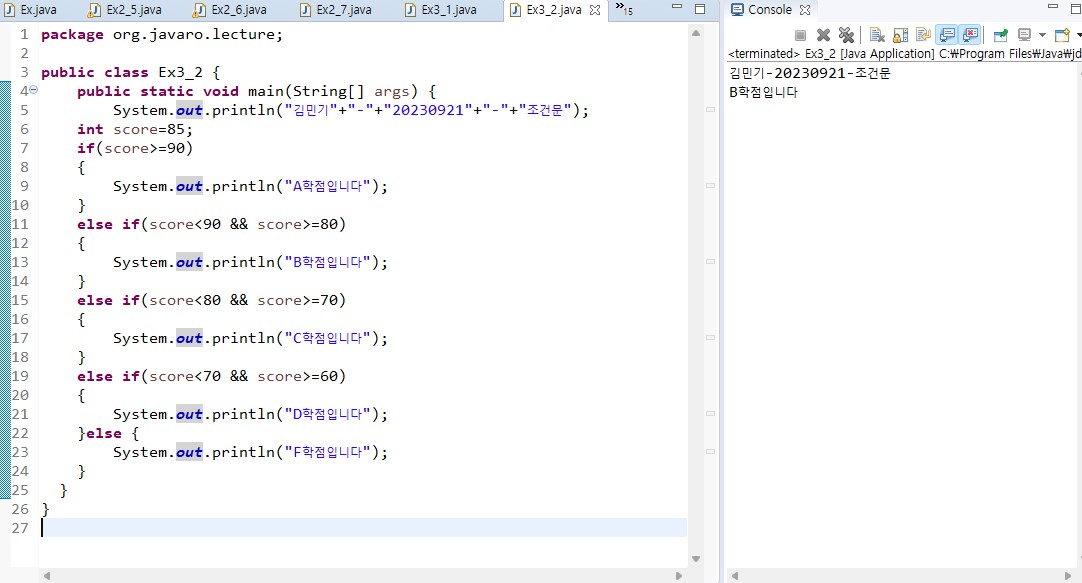 Ex.java Ex2_5.java Ex2_6.java Ex2_7.java Ex3_1.java Ex3_2.java »15
1 package org.javaro.lecture;
2
3 public class Ex3_2 {
4 public static void main(String[] args) {
5 System.out.println("김민기"+"-"+"20230921"+"-"+"조건문");
6 int score=85;
7 if(score>=90)
8 {
9 System.out.println("A학점입니다");
10 }
11 else if(score<90 && score>=80)
12 {
13 System.out.println("B학점입니다");
14 }
15 else if(score<80 && score>=70)
16 {
17 System.out.println("C학점입니다");
18 }
19 else if(score<70 && score>=60)
20 {
21 System.out.println("D학점입니다");
22 }else {
23 System.out.println("F학점입니다");
24 }
25 }
26 }
27
Console
<terminated> Ex3_2 [Java Application] C:₩Program Files₩Java₩jd
김민기-20230921-조건문
B학점입니다